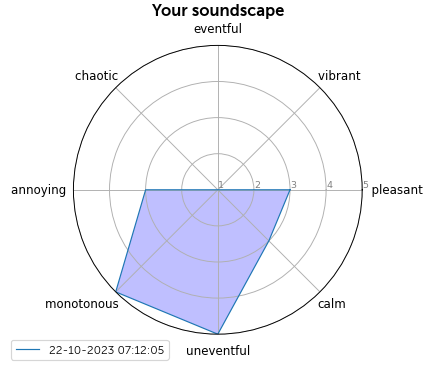 Your soundscape
eventful
chaotic
vibrant
annoying
1
2
3
4
5
pleasant
monotonous
calm
uneventful
22-10-2023 07:12:05